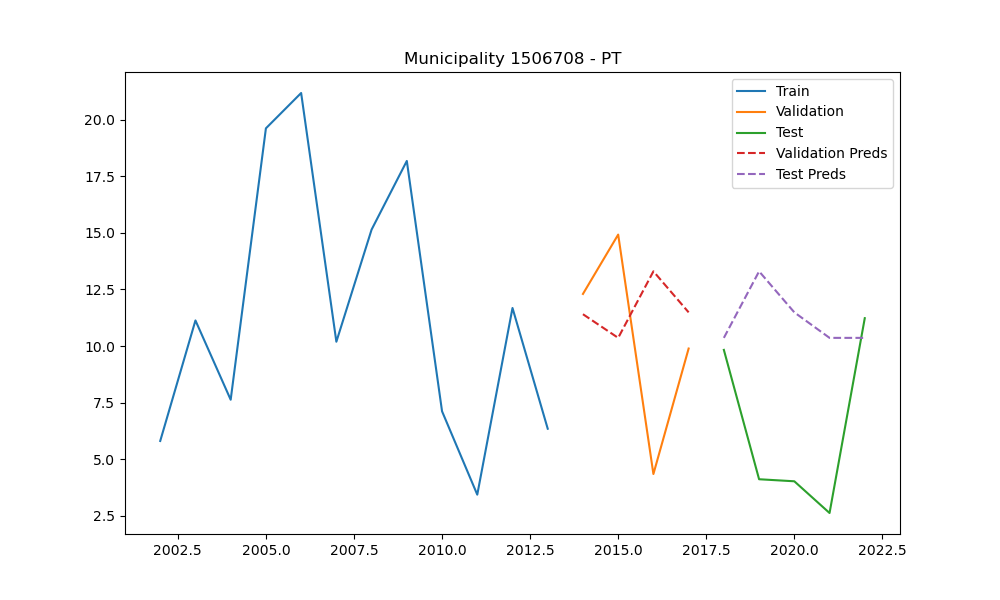 Municipality 1506708 - PT
Train
Validation
Test
Validation Preds
Test Preds
20.0
17.5
15.0
12.5
10.0
7.5
5.0
2.5
2002.5 2005.0 2007.5 2010.0 2012.5 2015.0 2017.5 2020.0 2022.5